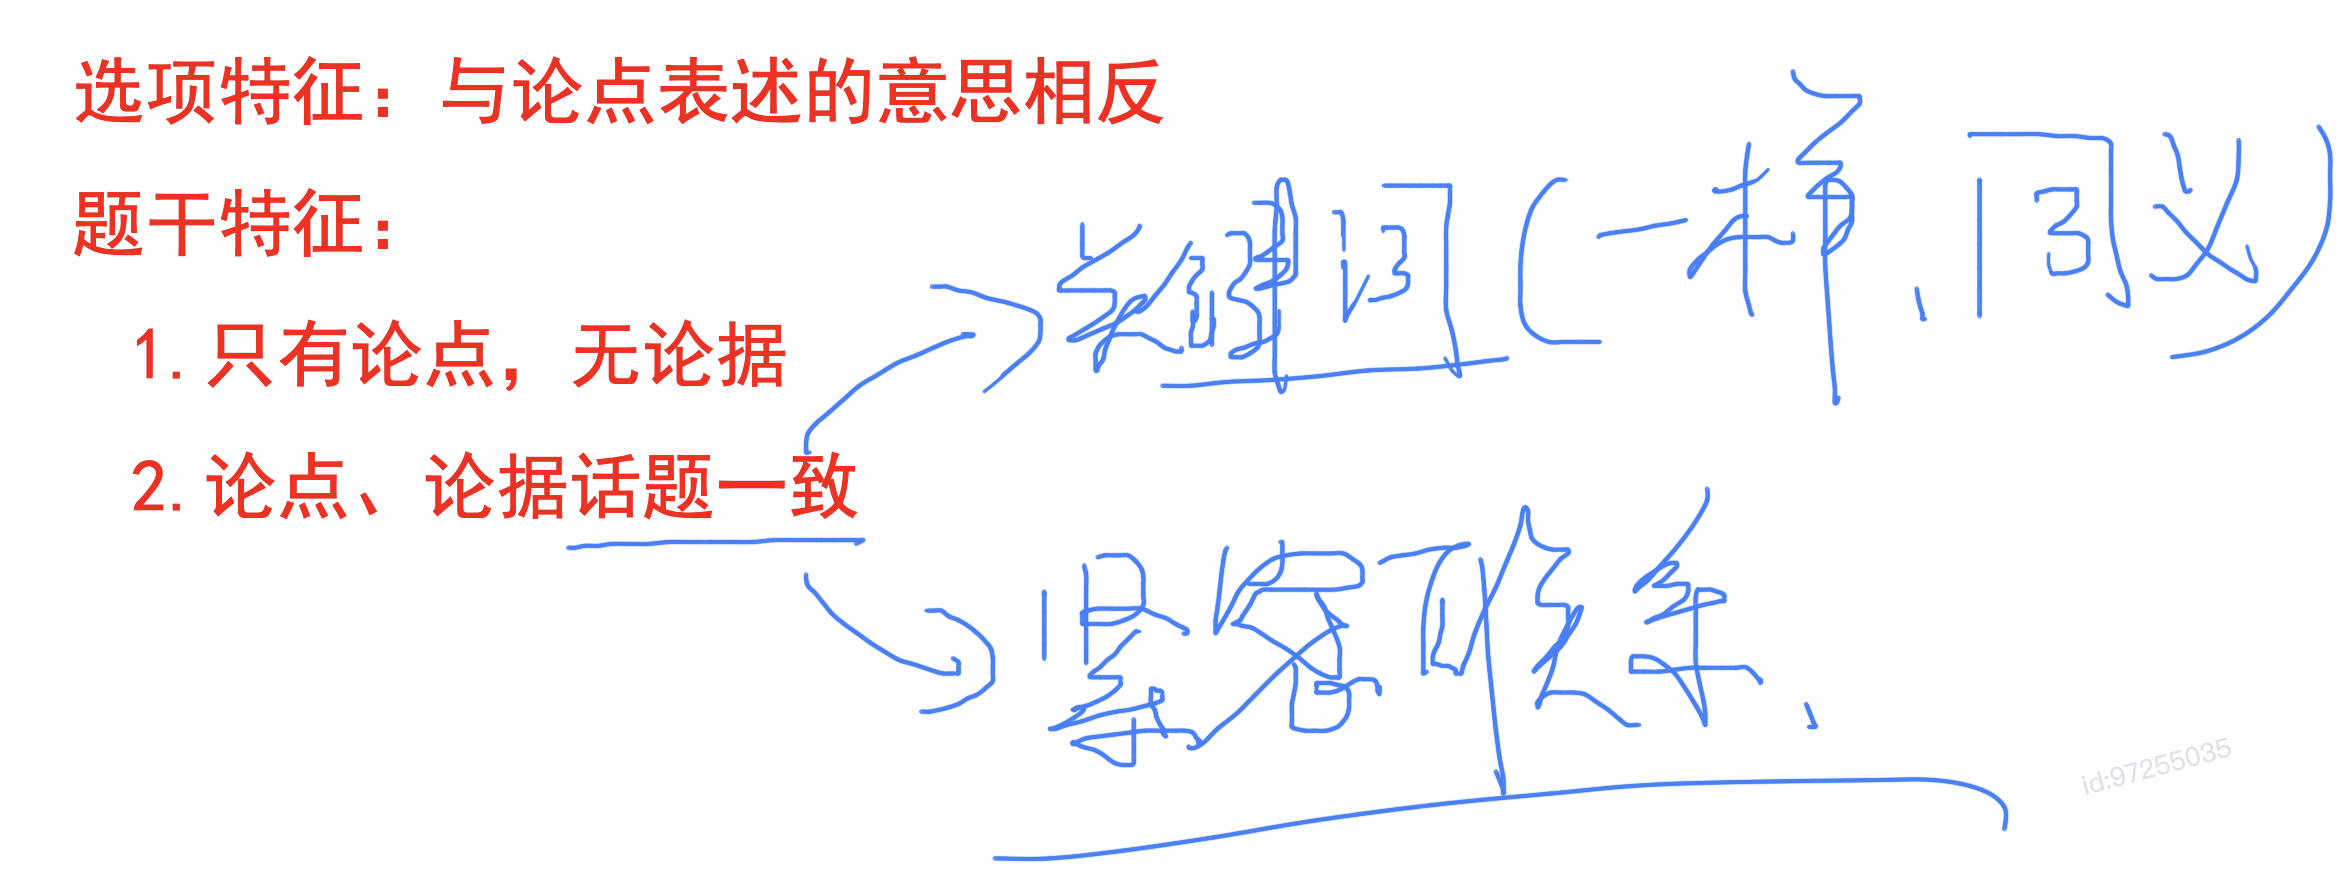 选项特征：与论点表述的意思相反
题干特征：
关键词(一样、同义)
1.只有论点，无论据
2.论点、论据话题一致
紧密联系、
id:97255035